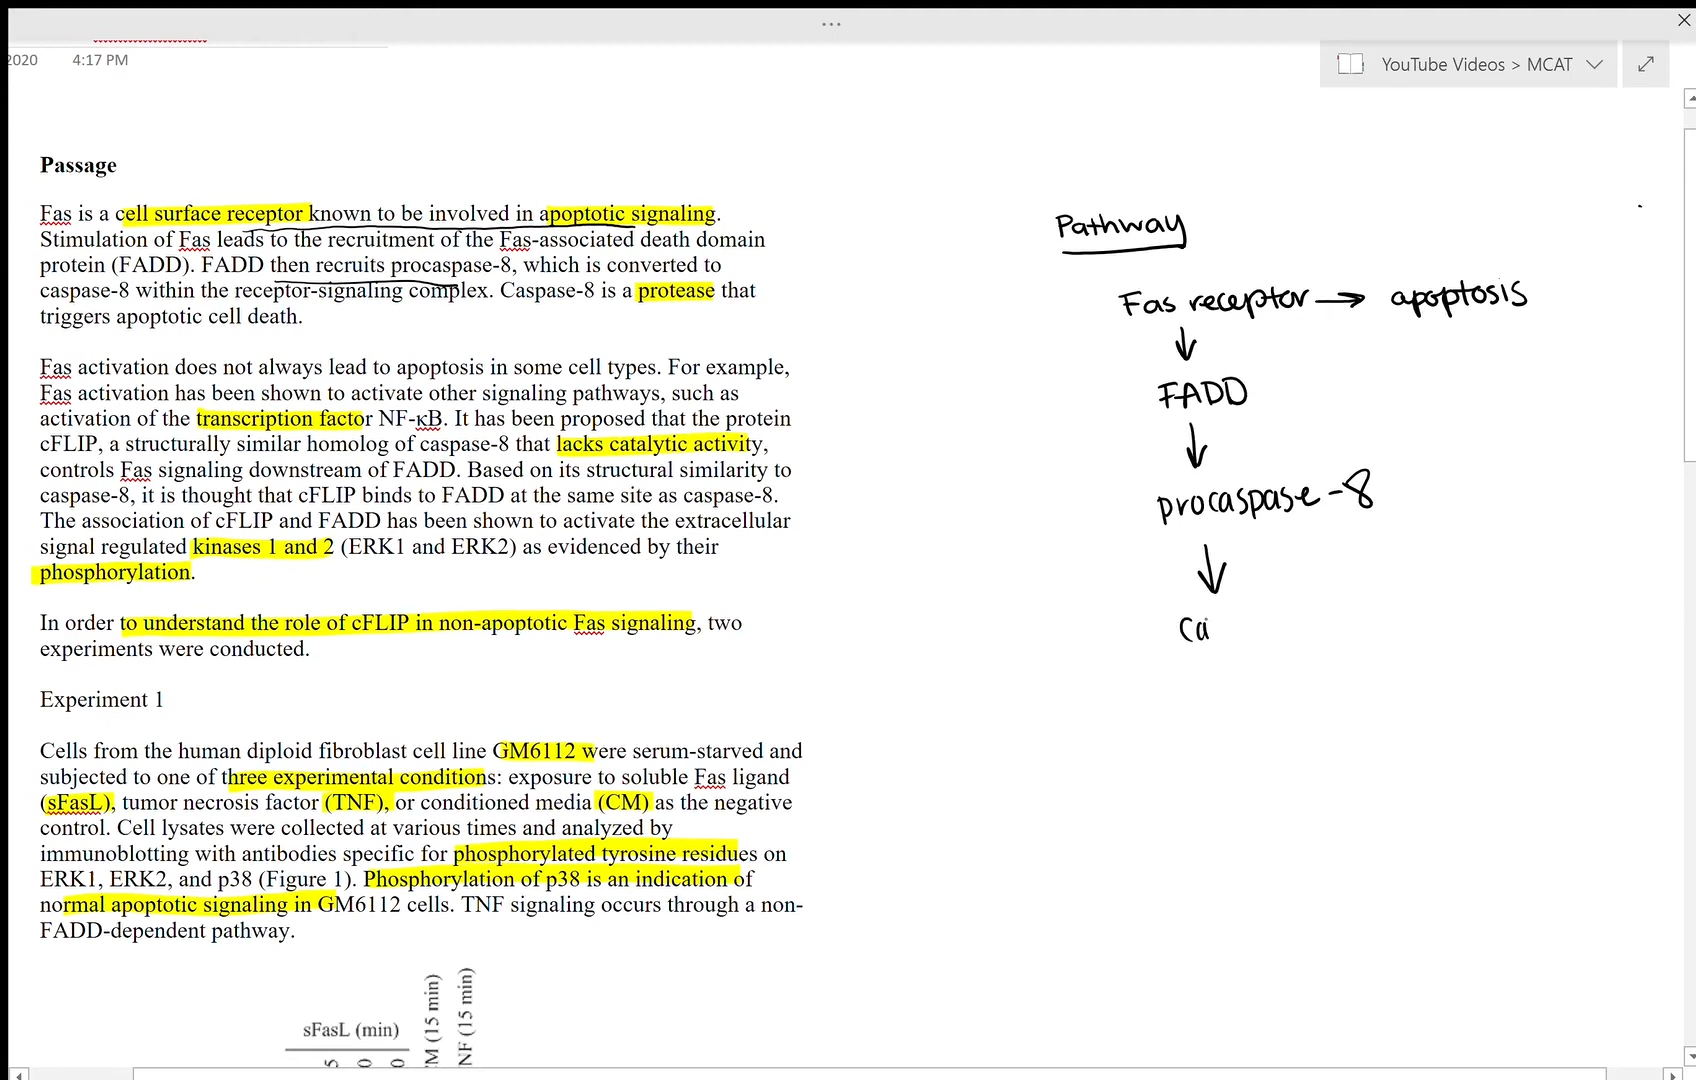 ...
2020 4:17 PM
YouTube Videos > MCAT
Passage
Fas is a cell surface receptor known to be involved in apoptotic signaling.
Stimulation of Fas leads to the recruitment of the Fas-associated death domain
protein (FADD). FADD then recruits procaspase-8, which is converted to
caspase-8 within the receptor-signaling complex. Caspase-8 is a protease that
triggers apoptotic cell death.
Fas activation does not always lead to apoptosis in some cell types. For example,
Fas activation has been shown to activate other signaling pathways, such as
activation of the transcription factor NF-κB. It has been proposed that the protein
cFLIP, a structurally similar homolog of caspase-8 that lacks catalytic activity,
controls Fas signaling downstream of FADD. Based on its structural similarity to
caspase-8, it is thought that cFLIP binds to FADD at the same site as caspase-8.
The association of cFLIP and FADD has been shown to activate the extracellular
signal regulated kinases 1 and 2 (ERK1 and ERK2) as evidenced by their
phosphorylation.
In order to understand the role of cFLIP in non-apoptotic Fas signaling, two
experiments were conducted.
Experiment 1
Cells from the human diploid fibroblast cell line GM6112 were serum-starved and
subjected to one of three experimental conditions: exposure to soluble Fas ligand
(sFasL), tumor necrosis factor (TNF), or conditioned media (CM) as the negative
control. Cell lysates were collected at various times and analyzed by
immunoblotting with antibodies specific for phosphorylated tyrosine residues on
ERK1, ERK2, and p38 (Figure 1). Phosphorylation of p38 is an indication of
normal apoptotic signaling in GM6112 cells. TNF signaling occurs through a non-
FADD-dependent pathway.
sFasL (min)
(15 min)
(15 min)
Pathway
Fas receptor → apoptosis
↓
FADD
↓
procaspase-8
↓
ca